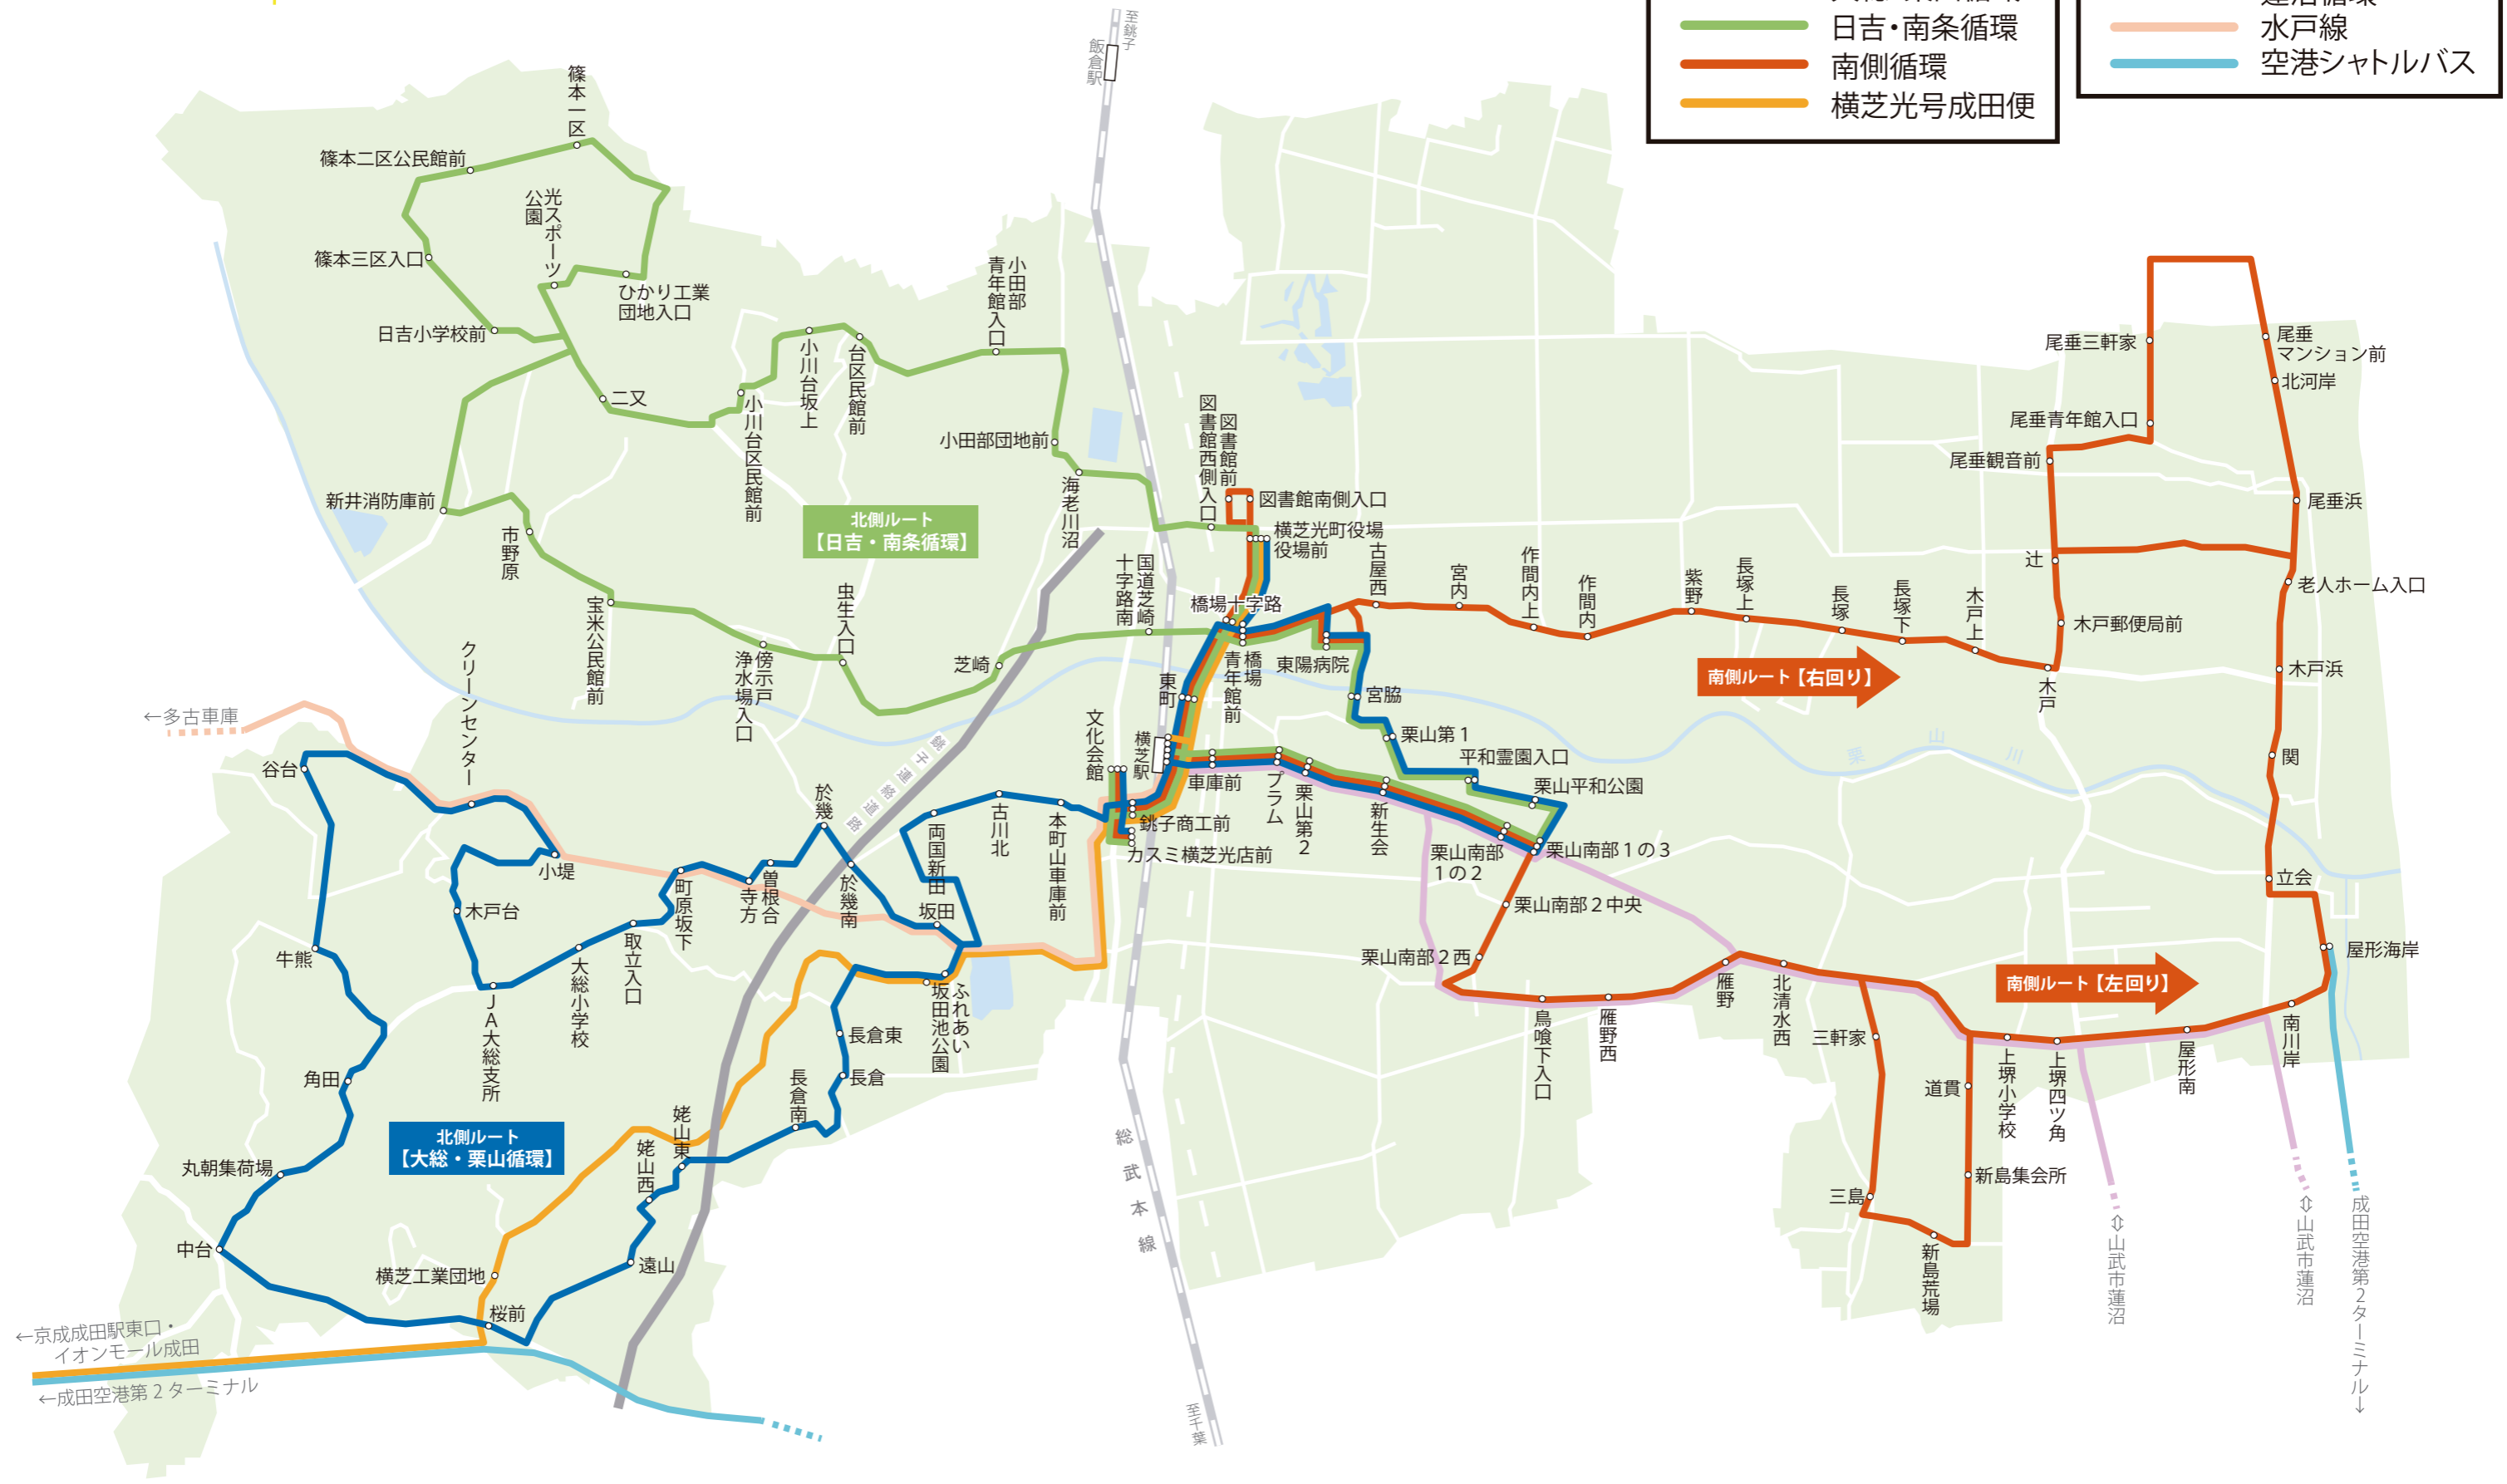 日吉・南条循環
南側循環
横芝光号成田便
水戸線
空港シャトルバス
至銚子
飯倉駅
篠本一区
篠本二区公民館前
光スポーツ
公園
篠本三区入口
ひかり工業
団地入口
日吉小学校前
二又
小川台坂上
台区民館前
小川台区民館前
小田部
青年館入口
小田部団地前
海老川沼
図書館前
図書館西側入口
図書館南側入口
横芝光町役場
役場前
新井消防庫前
市野原
北側ルート
【日吉・南条循環】
宝米公民館前
傍示戸
浄水場入口
虫生入口
芝崎
国道芝崎
十字路南
橋場十字路
橋場
青年館前
東陽病院
古屋西
宮内
作間内上
作間内
紫野
長塚上
長塚
長塚下
木戸上
木戸
木戸郵便局前
辻
尾垂観音前
尾垂青年館入口
尾垂三軒家
尾垂
マンション前
北河岸
尾垂浜
老人ホーム入口
木戸浜
関
立会
屋形海岸
南川岸
屋形南
南側ルート【右回り】
南側ルート【左回り】
栗山川
←多古車庫
クリーンセンター
谷台
小堤
木戸台
牛熊
JA大総支所
大総小学校
取立入口
町原坂下
寺方
曽根合
於幾
於幾南
銚子連絡道路
両国新田
坂田
古川北
本町山車庫前
文化会館
横芝駅
東町
銚子商工前
カスミ横芝光店前
車庫前
プラム
栗山第2
新生会
宮脇
栗山第1
平和霊園入口
栗山平和公園
栗山南部
1の2
栗山南部1の3
栗山南部2中央
栗山南部2西
鳥喰下入口
雁野西
雁野
北清水西
三軒家
三島
新島荒場
新島集会所
道貫
上堺小学校
上堺四ツ角
ふれあい
坂田池公園
長倉東
長倉
長倉南
姥山東
姥山西
遠山
角田
北側ルート
【大総・栗山循環】
丸朝集荷場
中台
横芝工業団地
桜前
←京成成田駅東口・
イオンモール成田
←成田空港第2ターミナル
総武本線
至千葉
⇕山武市蓮沼
⇕山武市蓮沼
成田空港第2ターミナル→